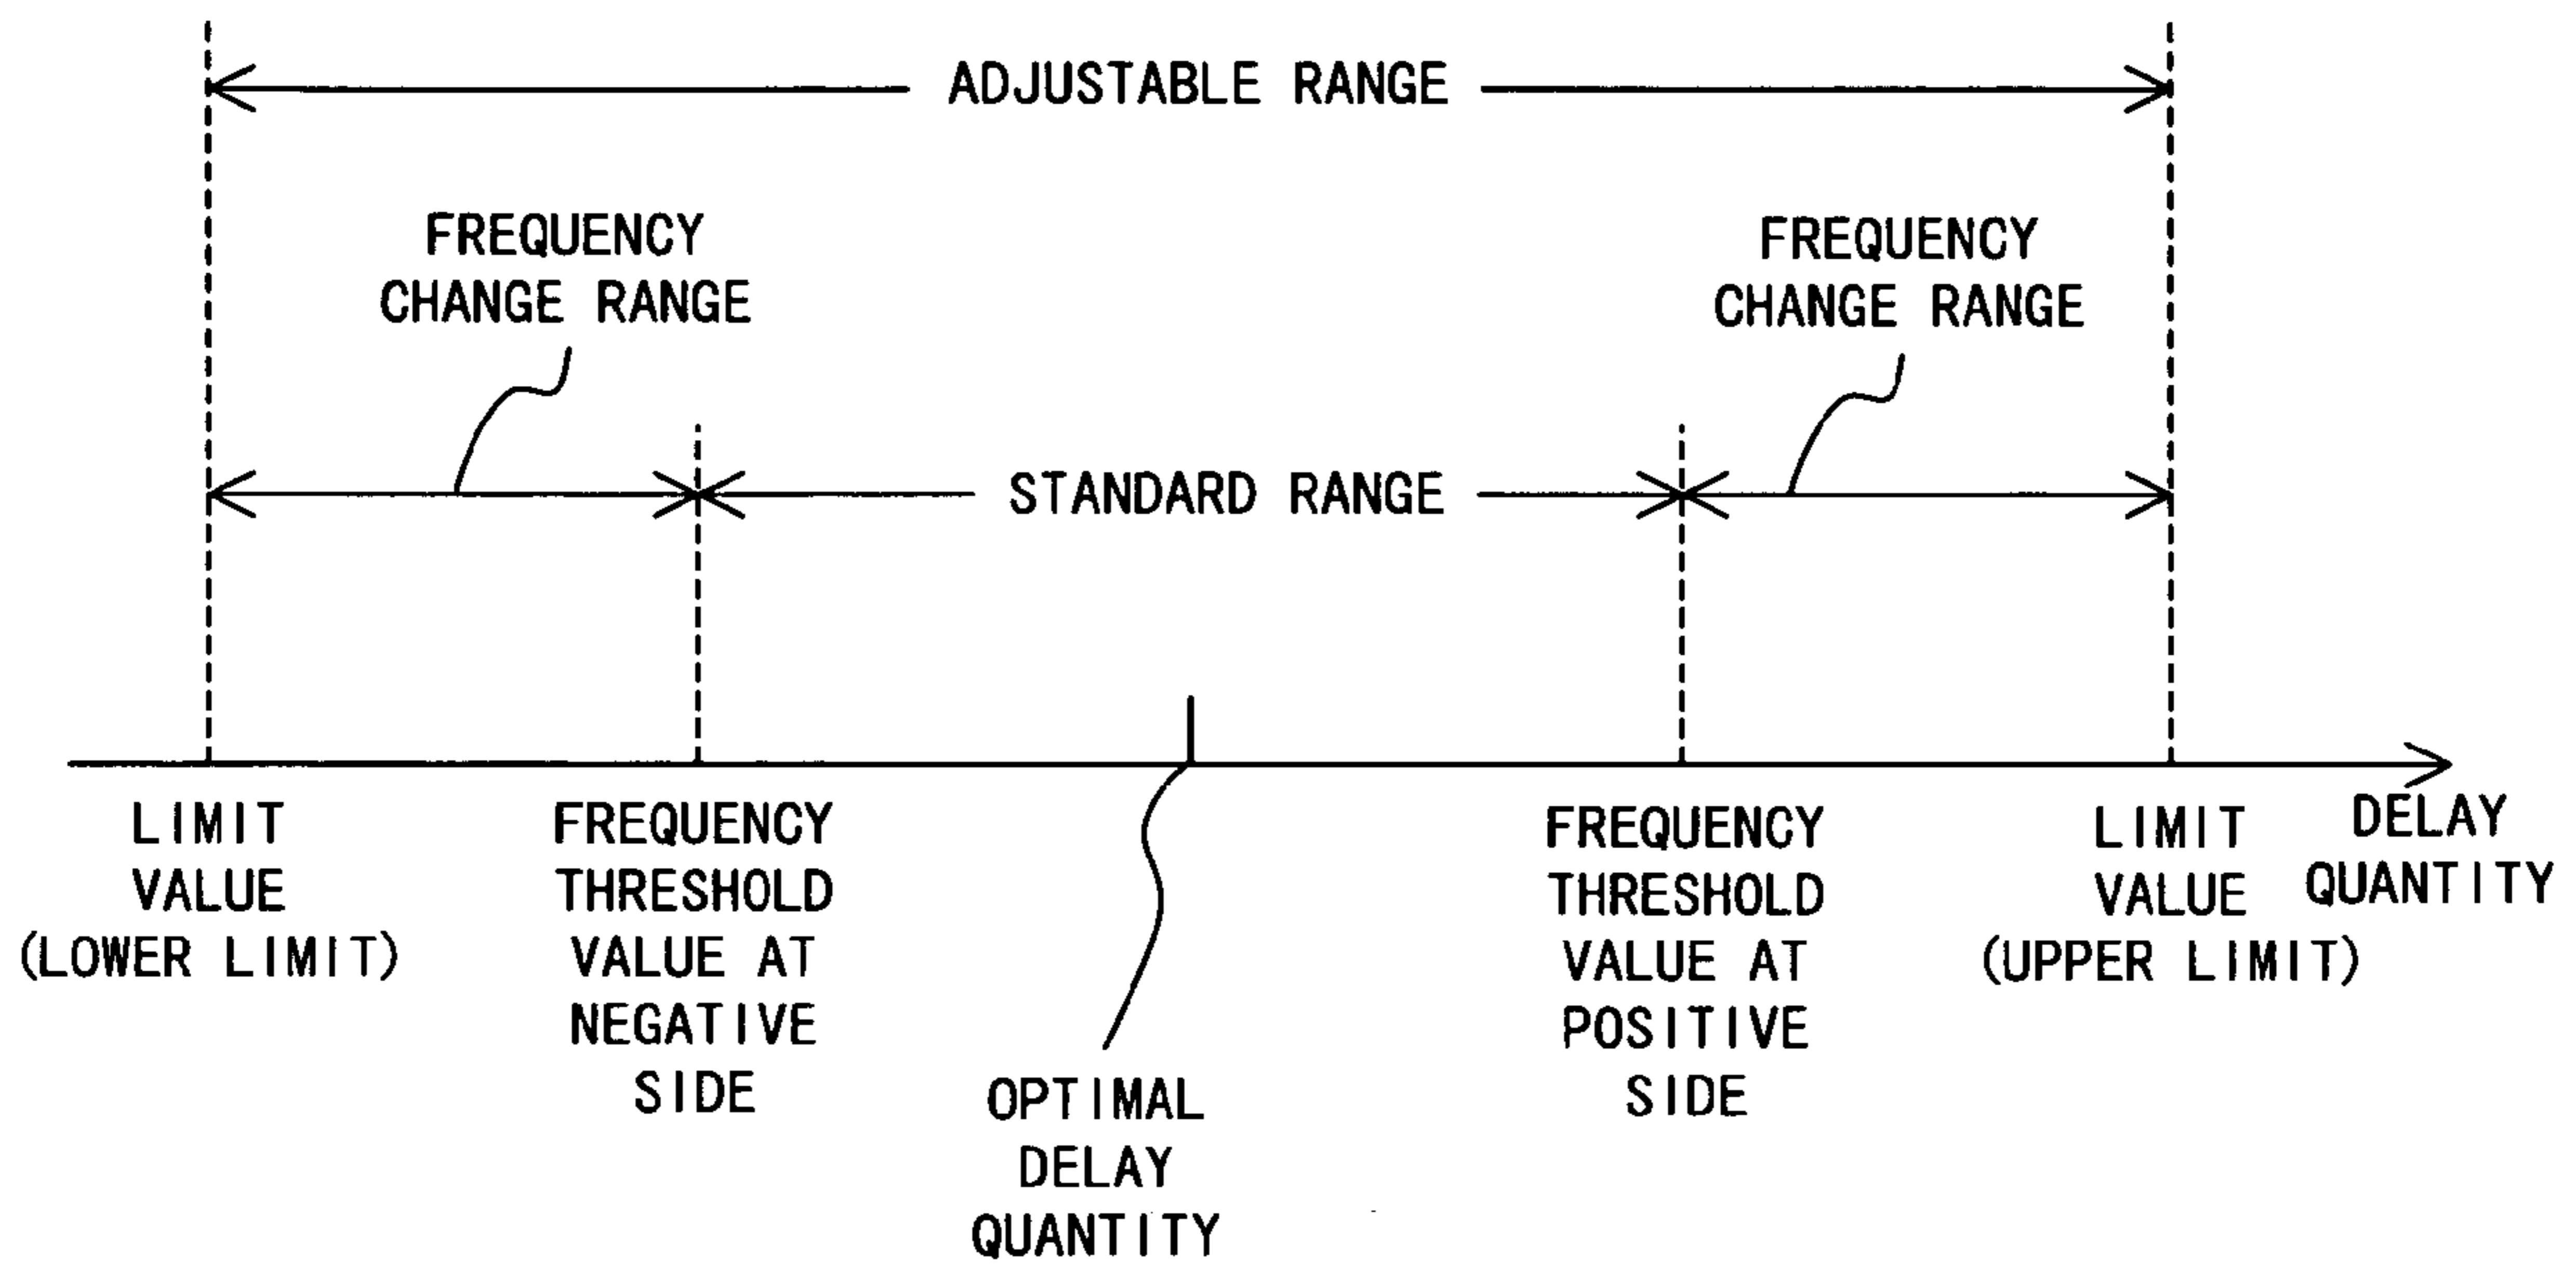 ADJUSTABLE RANGE
FREQUENCY
CHANGE RANGE
FREQUENCY
CHANGE RANGE
STANDARD RANGE
LIMIT
VALUE
(LOWER LIMIT)
FREQUENCY
THRESHOLD
VALUE AT
NEGATIVE
SIDE
OPTIMAL
DELAY
QUANTITY
FREQUENCY
THRESHOLD
VALUE AT
POSITIVE
SIDE
LIMIT
VALUE
(UPPER LIMIT)
DELAY
QUANTITY